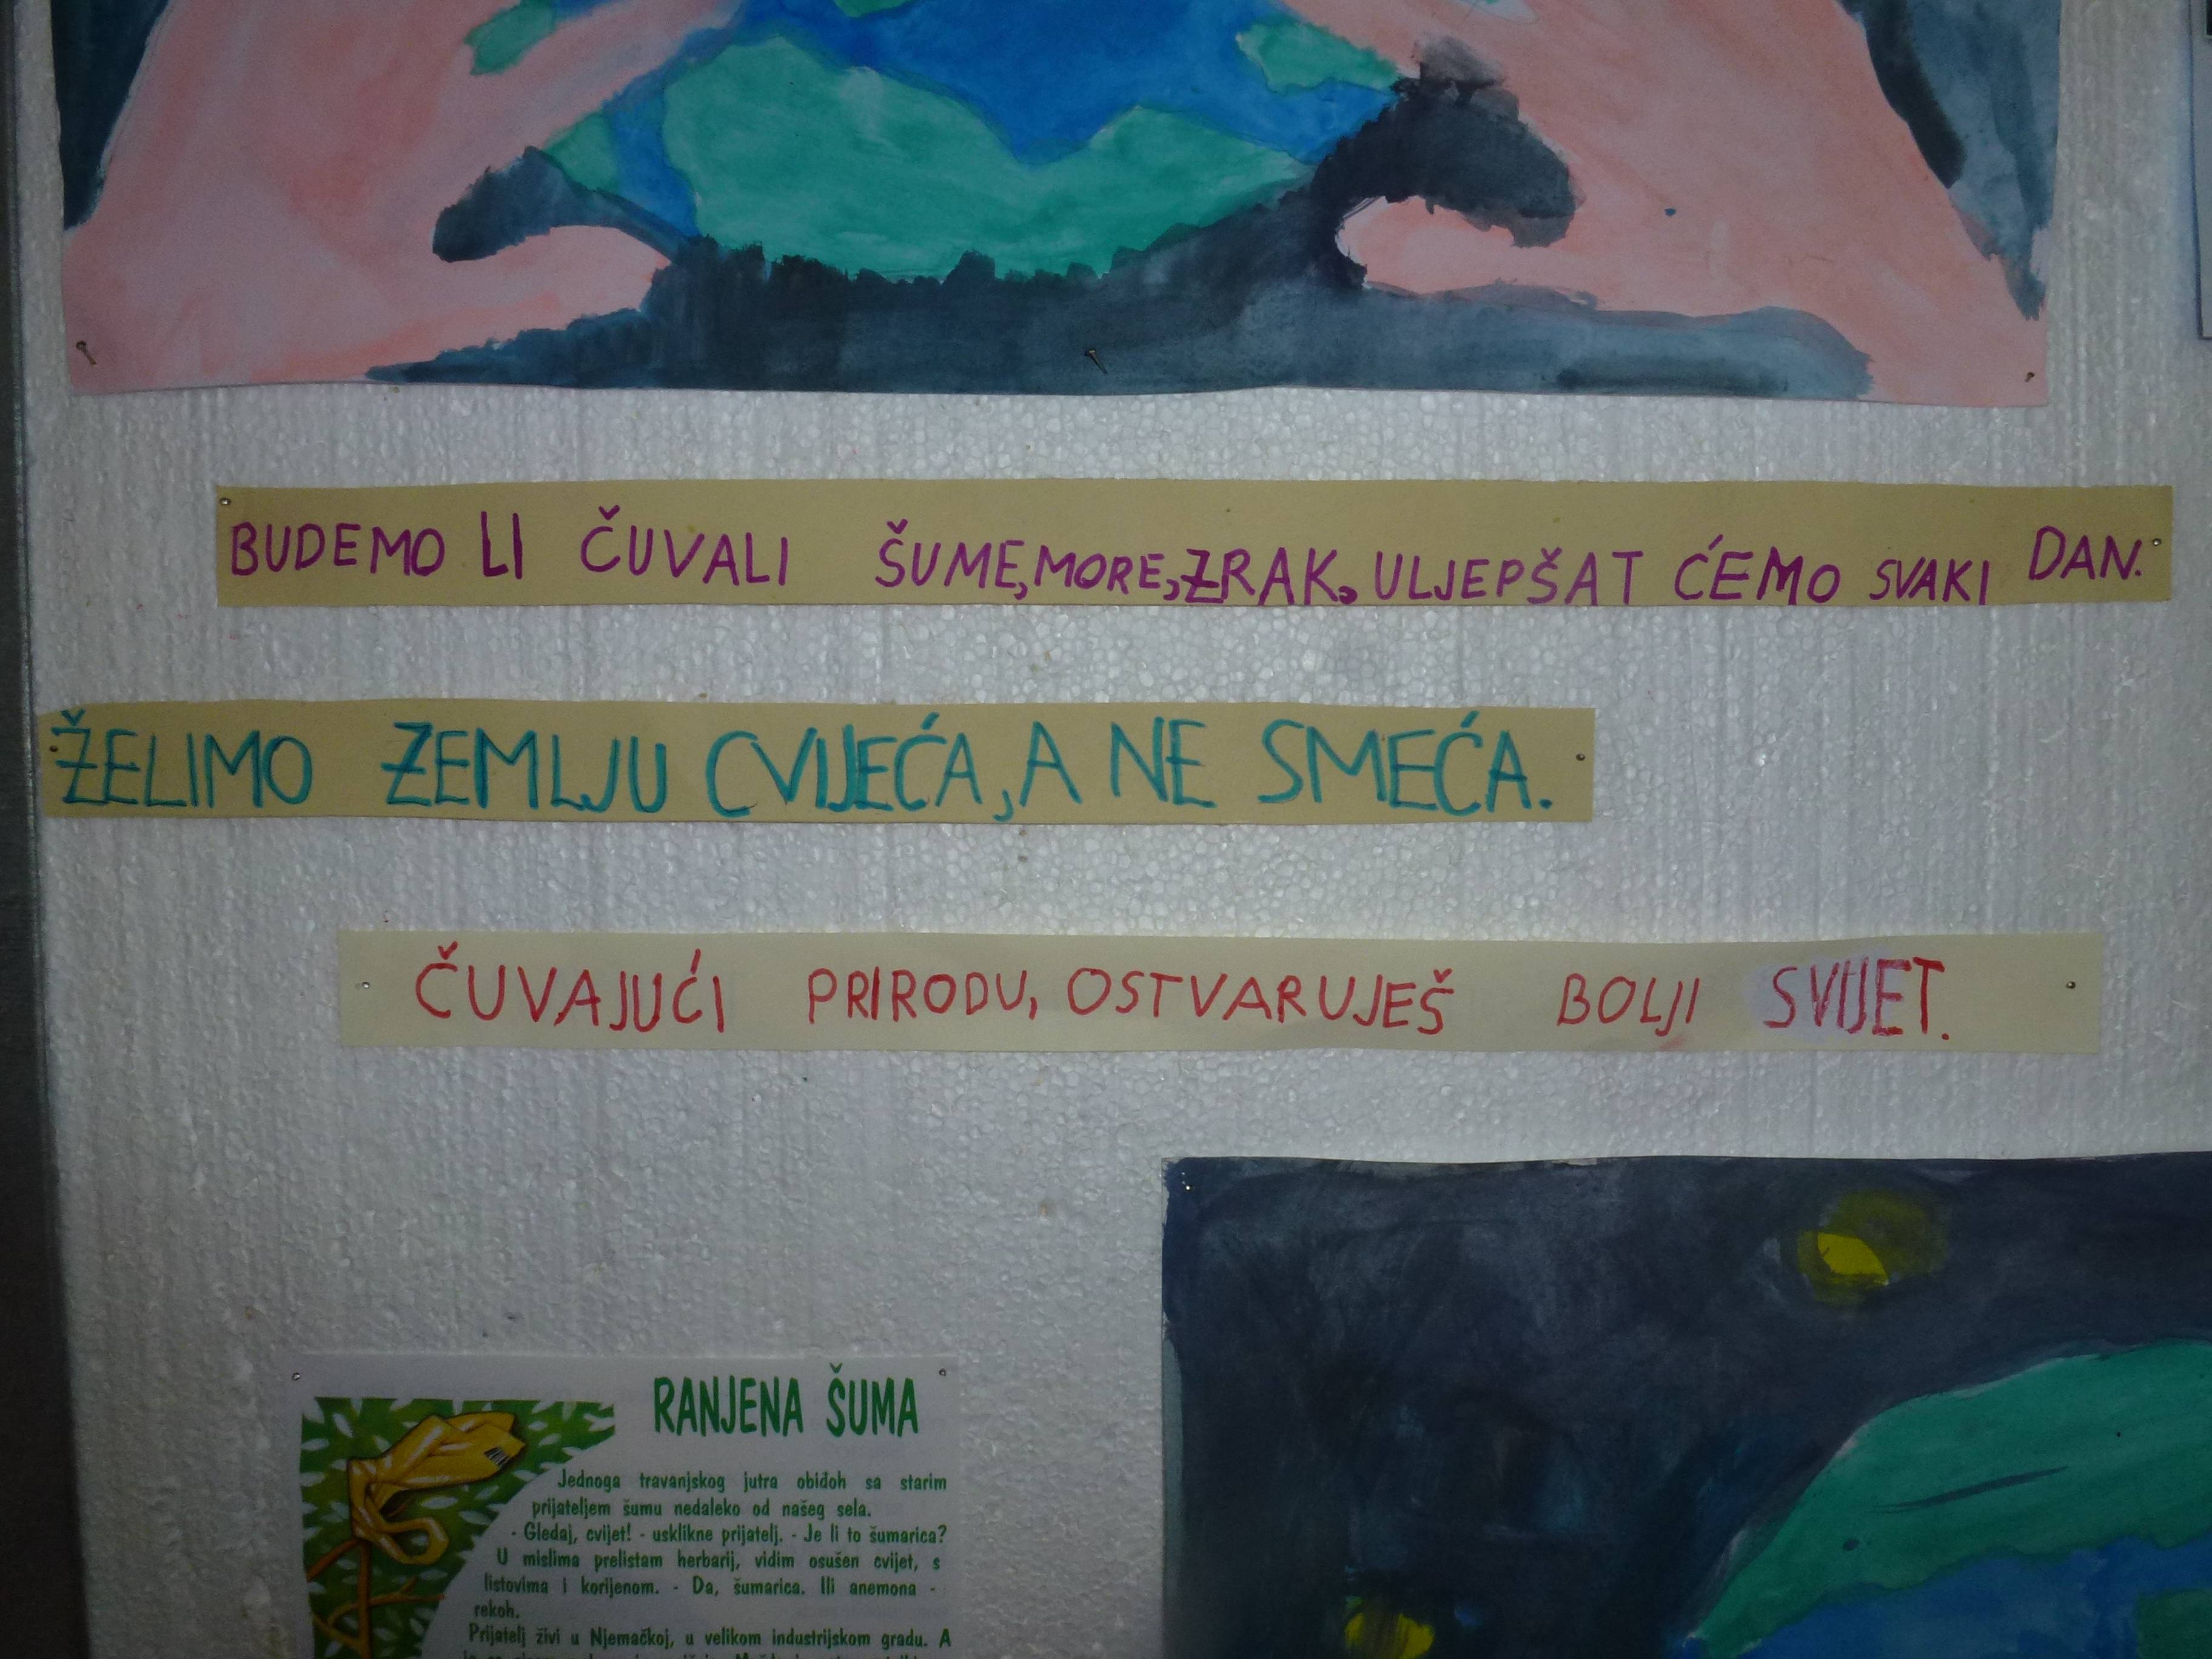 BUDEMO LI ČUVALI ŠUME, MORE, ZRAK, ULJEPŠAT ĆEMO SVAKI DAN.
ŽELIMO ZEMLJU CVIJEĆA, A NE SMEĆA.
ČUVAJUĆI PRIRODU, OSTVARUJEŠ BOLJI SVIJET.
RANJENA ŠUMA
Jednoga travanjskog jutra obiđoh sa starim
prijateljem šumu nedaleko od našeg sela.
- Gledaj, cvijet! - usklikne prijatelj. - Je li to šumarica?
U mislima prelistam herbarij, vidim osušen cvijet, s
listovima i korijenom. - Da, šumarica. Ili anemona -
rekoh.
Prijatelj živi u Njemačkoj, u velikom industrijskom gradu. A